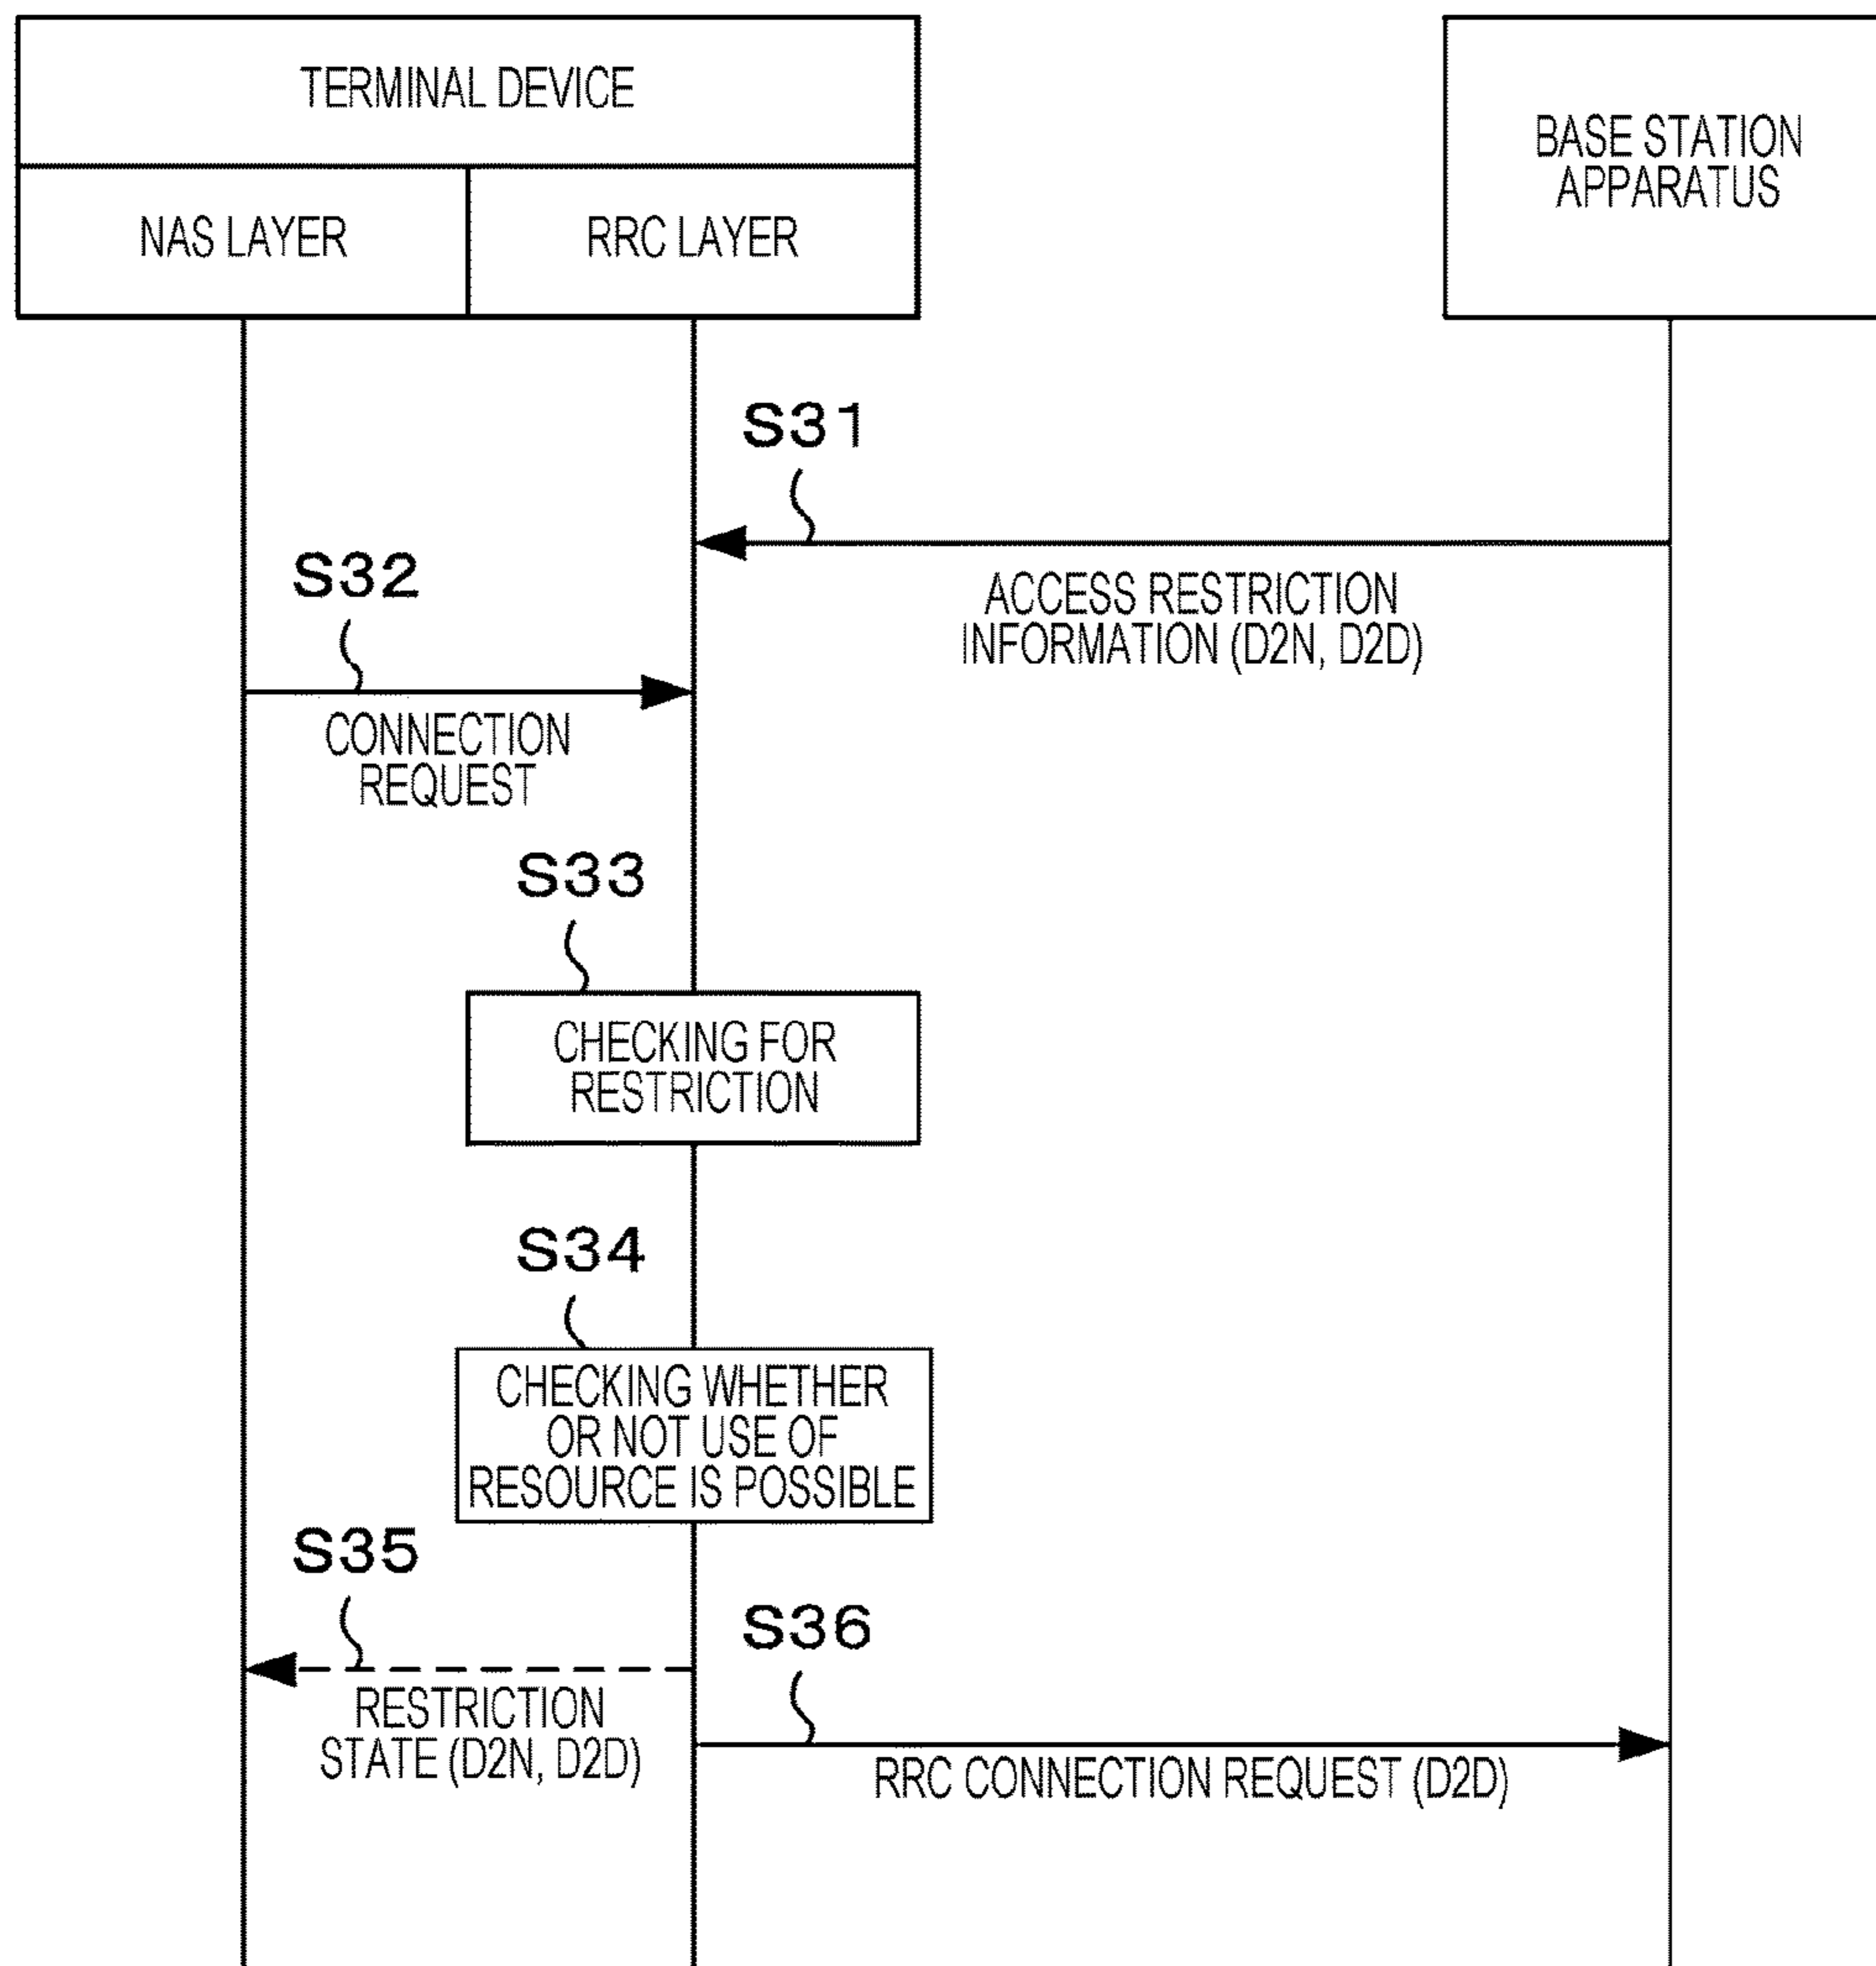 TERMINAL DEVICE
NAS LAYER
RRC LAYER
BASE STATION
APPARATUS
S31
ACCESS RESTRICTION
INFORMATION (D2N, D2D)
S32
CONNECTION
REQUEST
S33
CHECKING FOR
RESTRICTION
S34
CHECKING WHETHER
OR NOT USE OF
RESOURCE IS POSSIBLE
S35
RESTRICTION
STATE (D2N, D2D)
S36
RRC CONNECTION REQUEST (D2D)